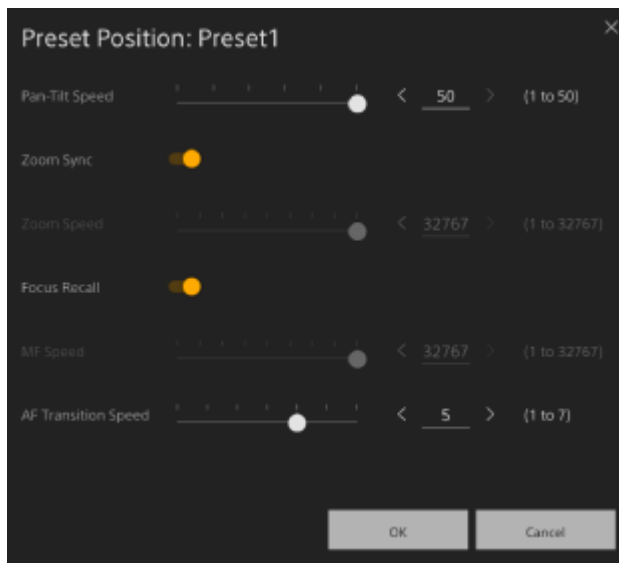 Preset Position: Preset1
Pan-Tilt Speed < 50 > (1 to 50)
Zoom Sync
Zoom Speed < 32767 > (1 to 32767)
Focus Recall
MF Speed < 32767 > (1 to 32767)
AF Transition Speed < 5 > (1 to 7)
OK Cancel